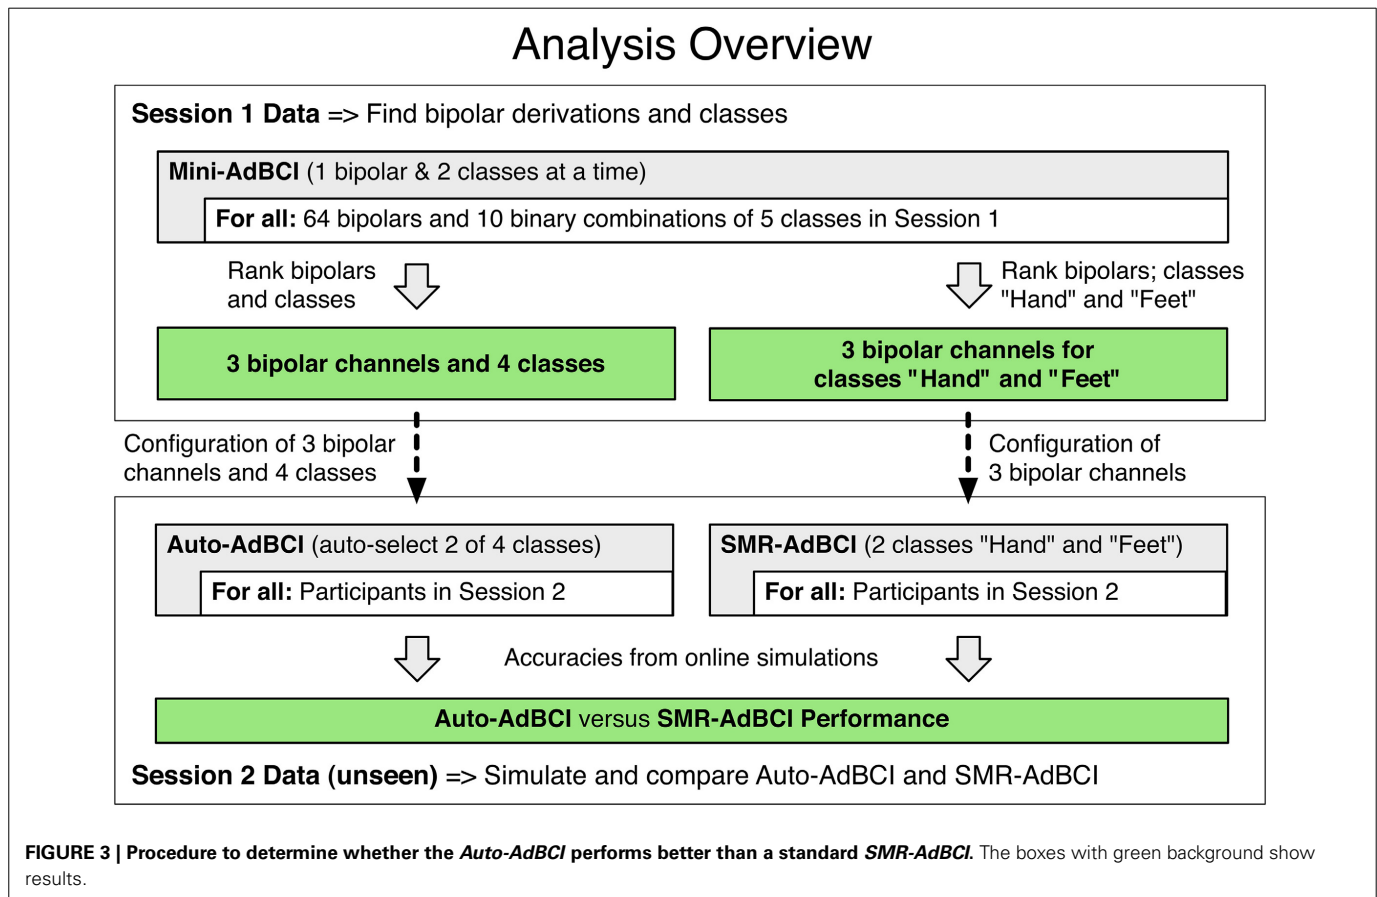 Analysis Overview
Session 1 Data => Find bipolar derivations and classes
Mini-AdBCI (1 bipolar & 2 classes at a time)
For all: 64 bipolars and 10 binary combinations of 5 classes in Session 1
Rank bipolars
and classes
Rank bipolars; classes
"Hand" and "Feet"
3 bipolar channels and 4 classes
3 bipolar channels for
classes "Hand" and "Feet"
Configuration of 3 bipolar
channels and 4 classes
Configuration of
3 bipolar channels
Auto-AdBCI (auto-select 2 of 4 classes)
For all: Participants in Session 2
SMR-AdBCI (2 classes "Hand" and "Feet")
For all: Participants in Session 2
Accuracies from online simulations
Auto-AdBCI versus SMR-AdBCI Performance
Session 2 Data (unseen) => Simulate and compare Auto-AdBCI and SMR-AdBCI
FIGURE 3 | Procedure to determine whether the Auto-AdBCI performs better than a standard SMR-AdBCI. The boxes with green background show
results.